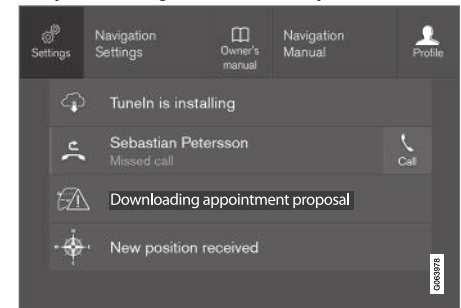 Settings
Navigation
Settings
Owner's
manual
Navigation
Manual
Profile
TuneIn is installing
Sebastian Petersson
Missed call
Call
Downloading appointment proposal
New position received
G063978